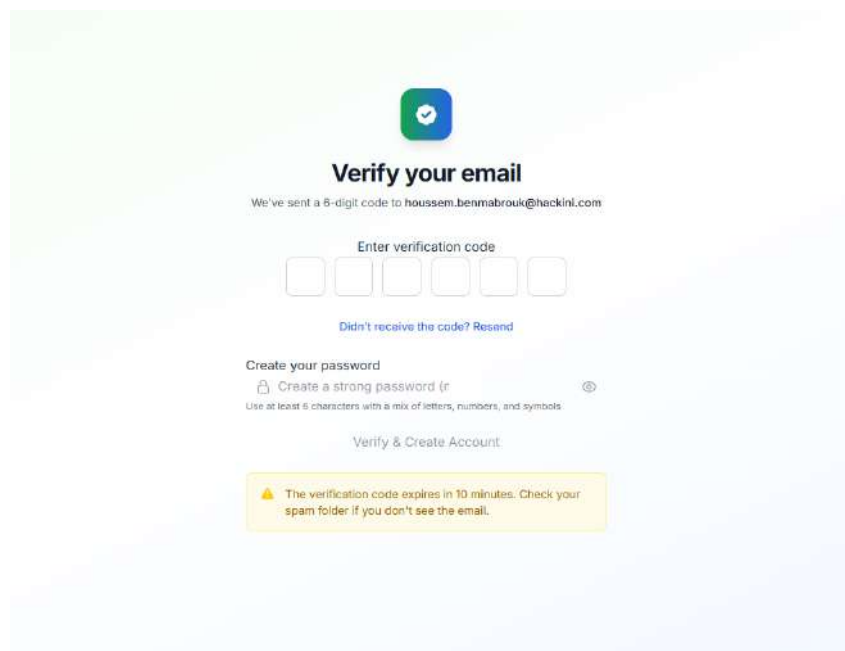 Verify your email
We've sent a 6-digit code to houssem.benmabrouk@hackini.com
Enter verification code
Didn't receive the code? Resend
Create your password
Create a strong password (r
Use at least 6 characters with a mix of letters, numbers, and symbols
Verify & Create Account
The verification code expires in 10 minutes. Check your
spam folder if you don't see the email.